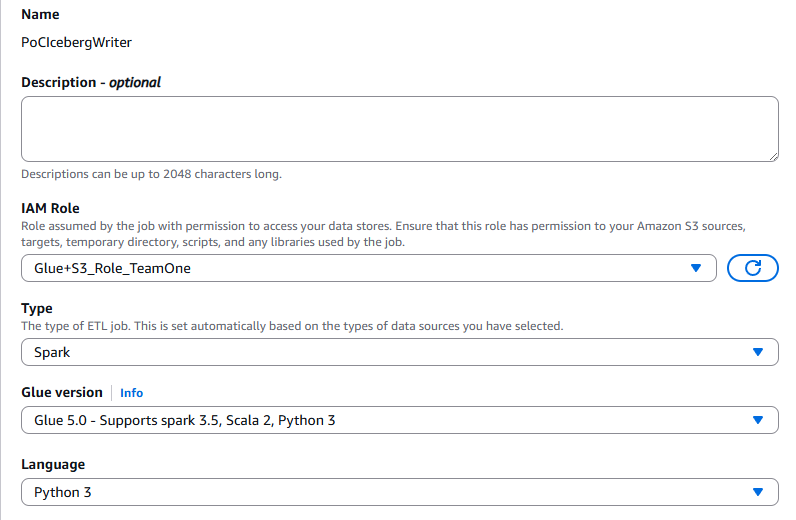 Name
PoCIcebergWriter
Description - optional
Descriptions can be up to 2048 characters long.
IAM Role
Role assumed by the job with permission to access your data stores. Ensure that this role has permission to your Amazon S3 sources,
targets, temporary directory, scripts, and any libraries used by the job.
Glue+S3_Role_TeamOne
Type
The type of ETL job. This is set automatically based on the types of data sources you have selected.
Spark
Glue version Info
Glue 5.0 - Supports spark 3.5, Scala 2, Python 3
Language
Python 3